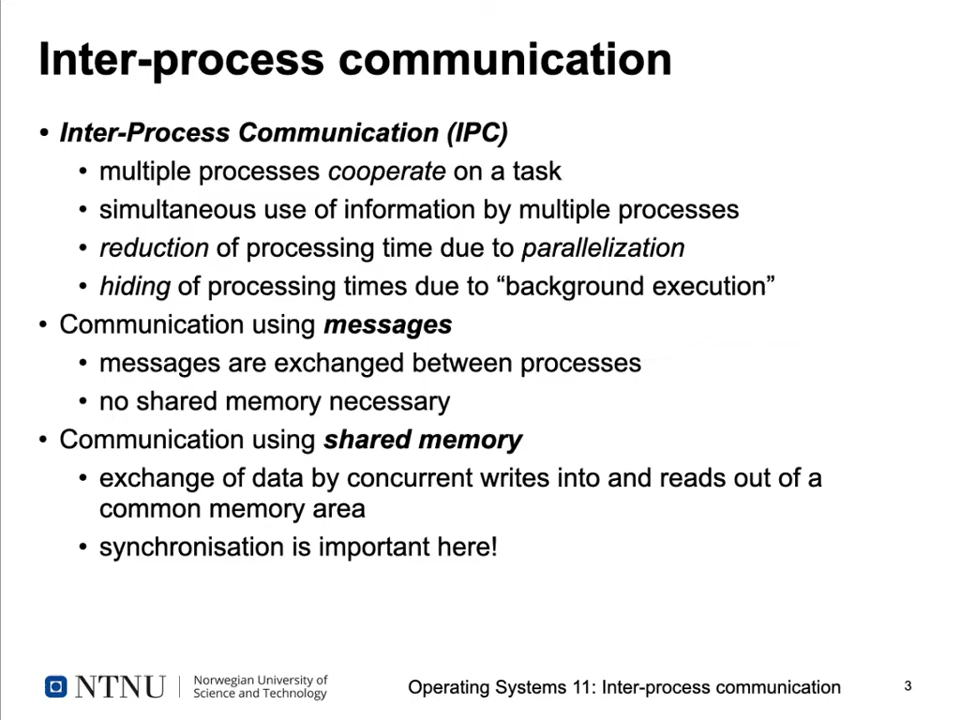 Inter-process communication
• Inter-Process Communication (IPC)
• multiple processes cooperate on a task
• simultaneous use of information by multiple processes
• reduction of processing time due to parallelization
• hiding of processing times due to “background execution”
• Communication using messages
• messages are exchanged between processes
• no shared memory necessary
• Communication using shared memory
• exchange of data by concurrent writes into and reads out of a
common memory area
• synchronisation is important here!
NTNU
Norwegian University of
Science and Technology
Operating Systems 11: Inter-process communication
3